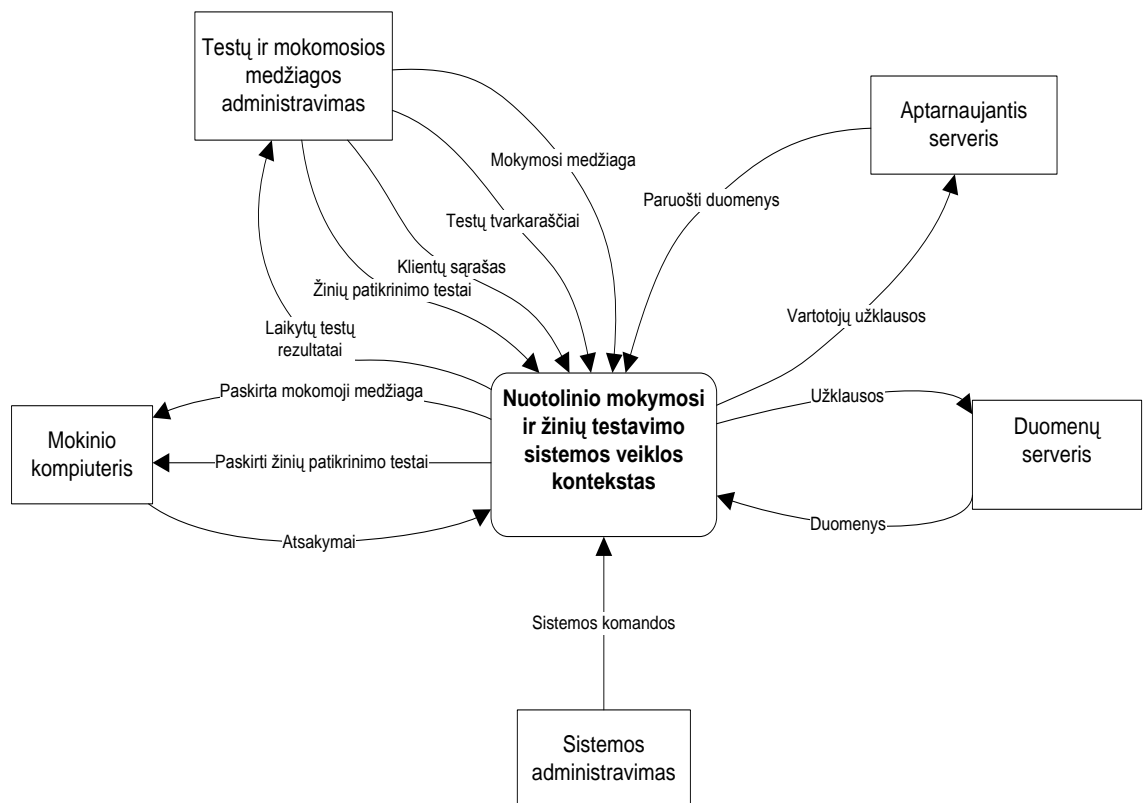 Testų ir mokomosios
medžiagos
administravimas
Aptarnaujantis
serveris
Mokymosi medžiaga
Paruošti duomenys
Testų tvarkaraščiai
Klientų sąrašas
Žinių patikrinimo testai
Laikytų testų
rezultatai
Vartotojų užklausos
Paskirta mokomoji medžiaga
Nuotolinio mokymosi
ir žinių testavimo
sistemos veiklos
kontekstas
Užklausos
Mokinio
kompiuteris
Duomenų
serveris
Paskirti žinių patikrinimo testai
Atsakymai
Duomenys
Sistemos komandos
Sistemos
administravimas